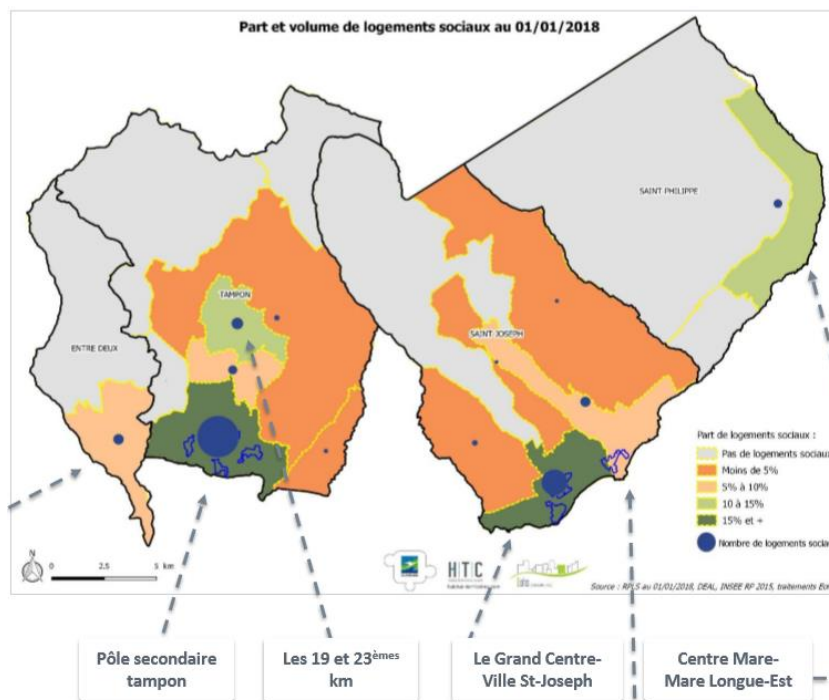 Part et volume de logements sociaux au 01/01/2018
SAINT PHILIPPE
TAMPON
SAINT JOSEPH
ENTRE DEUX
Part de logements sociaux :
Pas de logements sociaux
Moins de 5%
5% à 10%
10 à 15%
15% et +
Nombre de logements
N
0 2.5 5 km
HTC
Source : RPLS au 01/01/2018, DEAL, INSEE RP 2015, traitements
Pôle secondaire
tampon
Les 19 et 23èmes
km
Le Grand Centre-
Ville St-Joseph
Centre Mare-
Mare Longue-Est